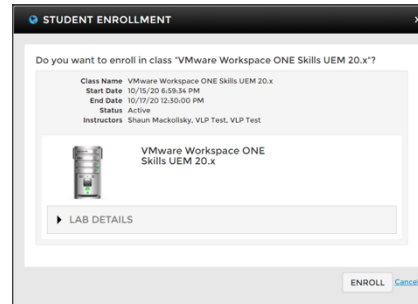 STUDENT ENROLLMENT
Do you want to enroll in class "VMware Workspace ONE Skills UEM 20.x"?
Class Name VMware Workspace ONE Skills UEM 20.x
Start Date 10/15/20 6:59:34 PM
End Date 10/17/20 12:30:00 PM
Status Active
Instructors Shaun Mackolisky, VLP Test, VLP Test
VMware Workspace ONE
Skills UEM 20.x
LAB DETAILS
ENROLL Cancel